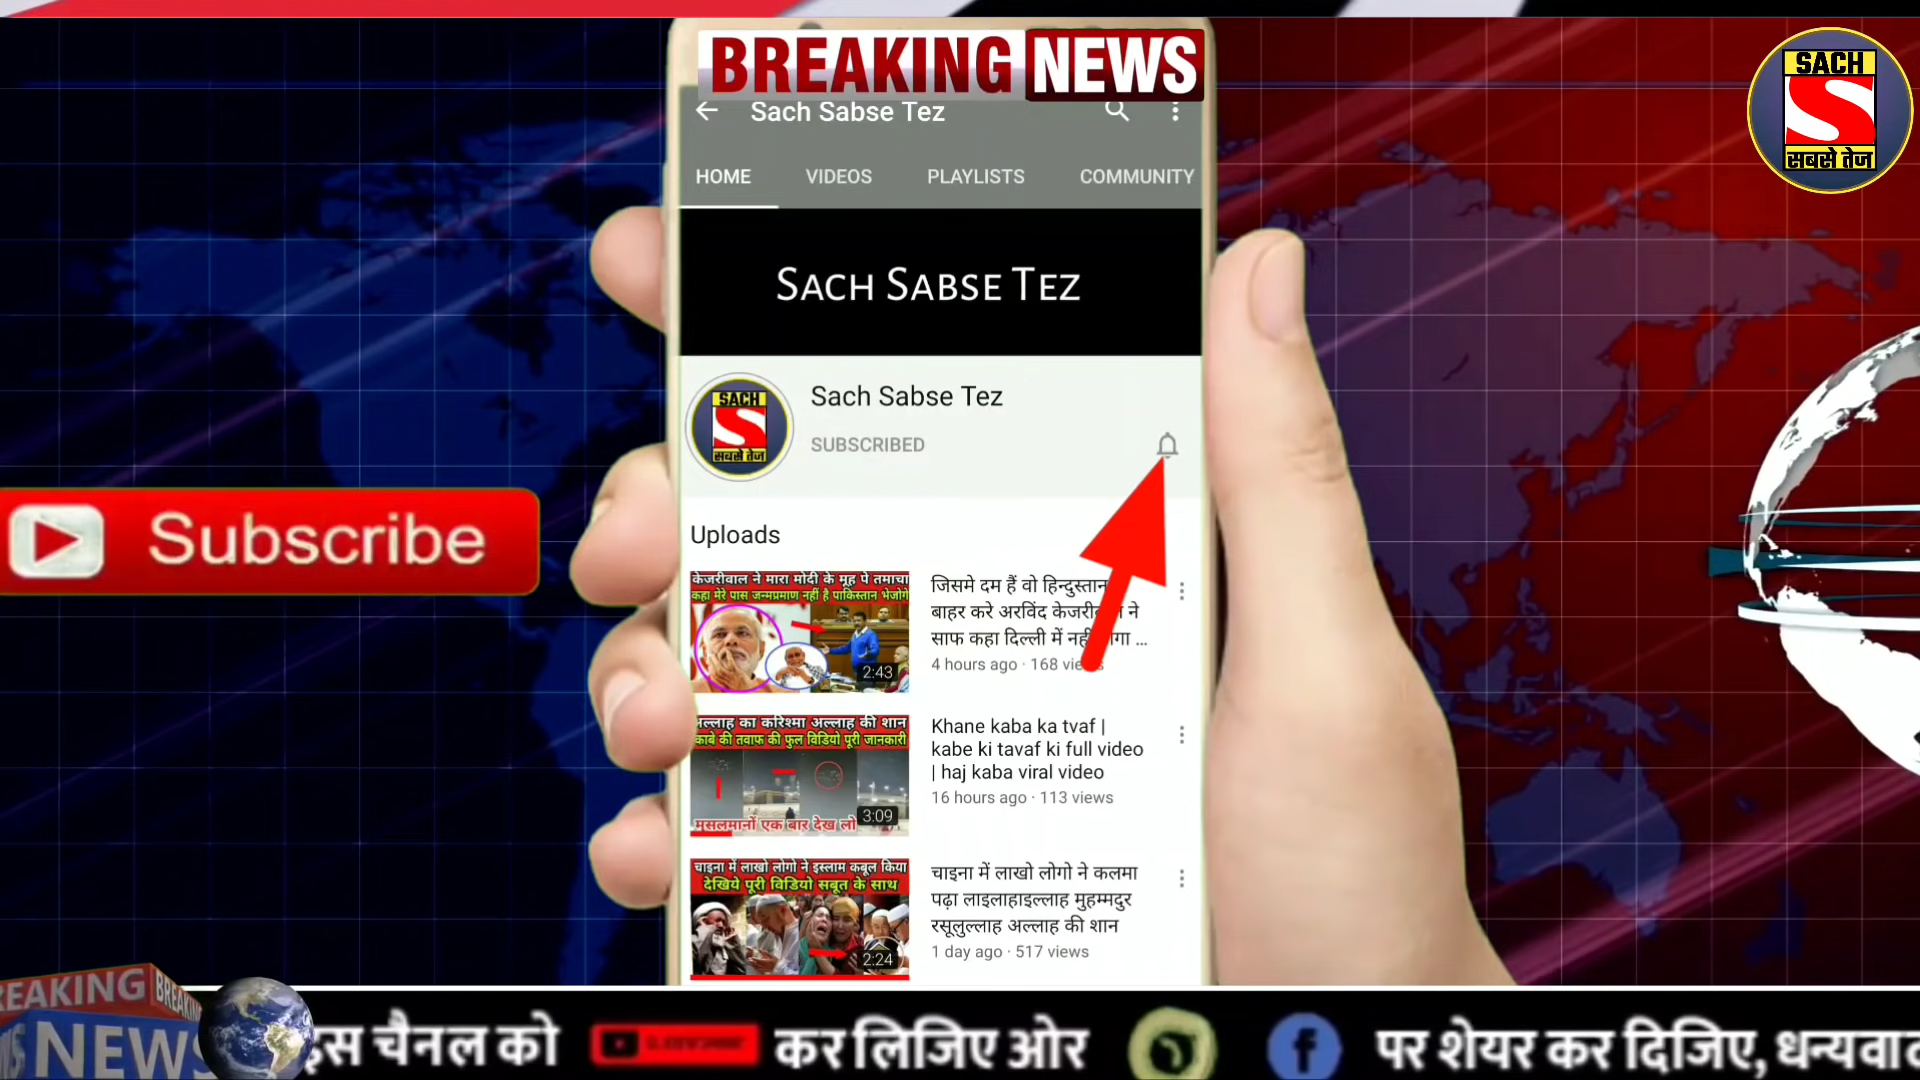 BREAKING NEWS
SACH
सबसे तेज
Sach Sabse Tez
HOME VIDEOS PLAYLISTS COMMUNITY
SACH SABSE TEZ
SACH
सबसे तेज
Sach Sabse Tez
SUBSCRIBED
Subscribe
Uploads
केजरीवाल ने मारा मोदी के मूह पे तमाचा
कहा मेरे पास जन्मप्रमाण नहीं है पाकिस्तान भेजोगे
2:43
जिसमे दम हैं वो हिन्दुस्तान
बाहर करे अरविंद ने
साफ कहा दिल्ली में ...
4 hours ago · 168
अल्लाह का करिश्मा अल्लाह की शान
काबे की तवाफ की फुल विडियो पूरी जानकारी
मुसलमानों एक बार देख लो
3:09
Khane kaba ka tvaf |
kabe ki tavaf ki full video
| haj kaba viral video
16 hours ago · 113 views
चाइना में लाखो लोगो ने इस्लाम कबूल किया
देखिये पूरी विडियो सबूत के साथ
2:24
चाइना में लाखो लोगो ने कलमा
पढ़ा लाइलाहाइल्लाह मुहम्मदुर
रसूलुल्लाह अल्लाह की शान
1 day ago · 517 views
BREAKING
NEWS
इस चैनल को कर लिजिए ओर पर शेयर कर दिजिए, धन्यवाद